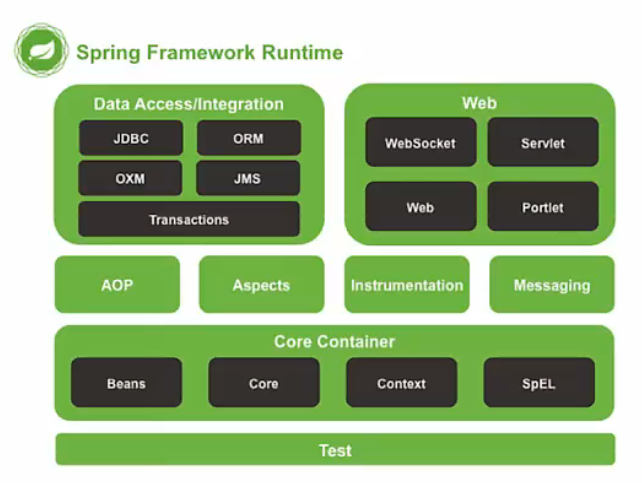 Spring Framework Runtime
Data Access/Integration
JDBC
ORM
OXM
JMS
Transactions
Web
WebSocket
Servlet
Web
Portlet
AOP
Aspects
Instrumentation
Messaging
Core Container
Beans
Core
Context
SpEL
Test